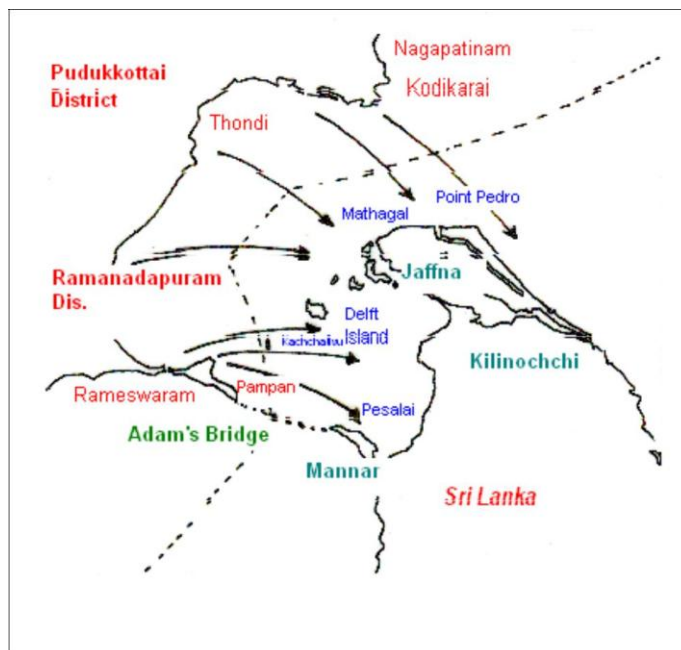 Nagapatinam
Kodikarai
Pudukkottai
District
Thondi
Point Pedro
Mathagal
Jaffna
Ramanadapuram
Dis.
Delft
Island
Kachchalivu
Kilinochchi
Rameswaram
Pampan
Pesalai
Adam's Bridge
Mannar
Sri Lanka